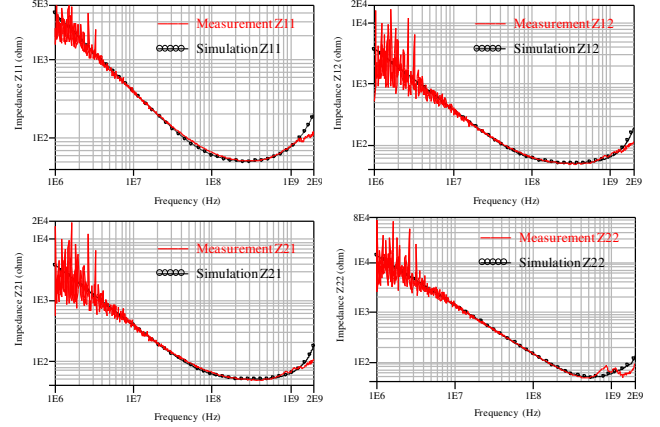 5E3
1E3
1E2
Impedance Z11 (ohm)
Measurement Z11
Simulation Z11
1E6 1E7 1E8 1E9 2E9
Frequency (Hz)
2E4
1E4
1E3
1E2
Impedance Z12 (ohm)
Measurement Z12
Simulation Z12
1E6 1E7 1E8 1E9 2E9
Frequency (Hz)
2E4
1E4
1E3
1E2
Impedance Z21 (ohm)
Measurement Z21
Simulation Z21
1E6 1E7 1E8 1E9 2E9
Frequency (Hz)
8E4
1E4
1E3
1E2
Impedance Z22 (ohm)
Measurement Z22
Simulation Z22
1E6 1E7 1E8 1E9 2E9
Frequency (Hz)